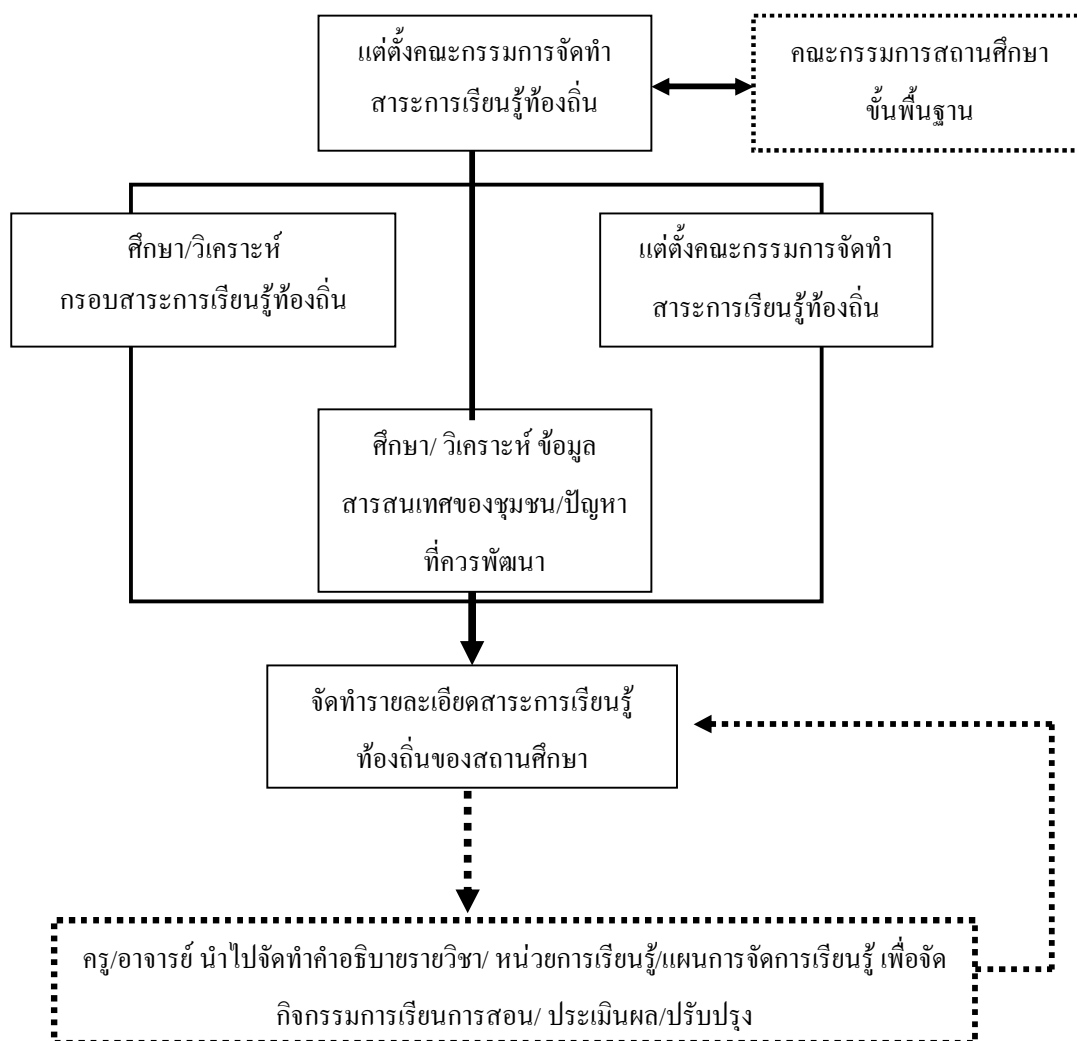 แต่ตั้งคณะกรรมการจัดทำ
สาระการเรียนรู้ท้องถิ่น
คณะกรรมการสถานศึกษา
ขั้นพื้นฐาน
ศึกษา/วิเคราะห์
กรอบสาระการเรียนรู้ท้องถิ่น
แต่ตั้งคณะกรรมการจัดทำ
สาระการเรียนรู้ท้องถิ่น
ศึกษา/ วิเคราะห์ ข้อมูล
สารสนเทศของชุมชน/ปัญหา
ที่ควรพัฒนา
จัดทำรายละเอียดสาระการเรียนรู้
ท้องถิ่นของสถานศึกษา
ครู/อาจารย์ นำไปจัดทำคำอธิบายรายวิชา/ หน่วยการเรียนรู้/แผนการจัดการเรียนรู้ เพื่อจัด
กิจกรรมการเรียนการสอน/ ประเมินผล/ปรับปรุง